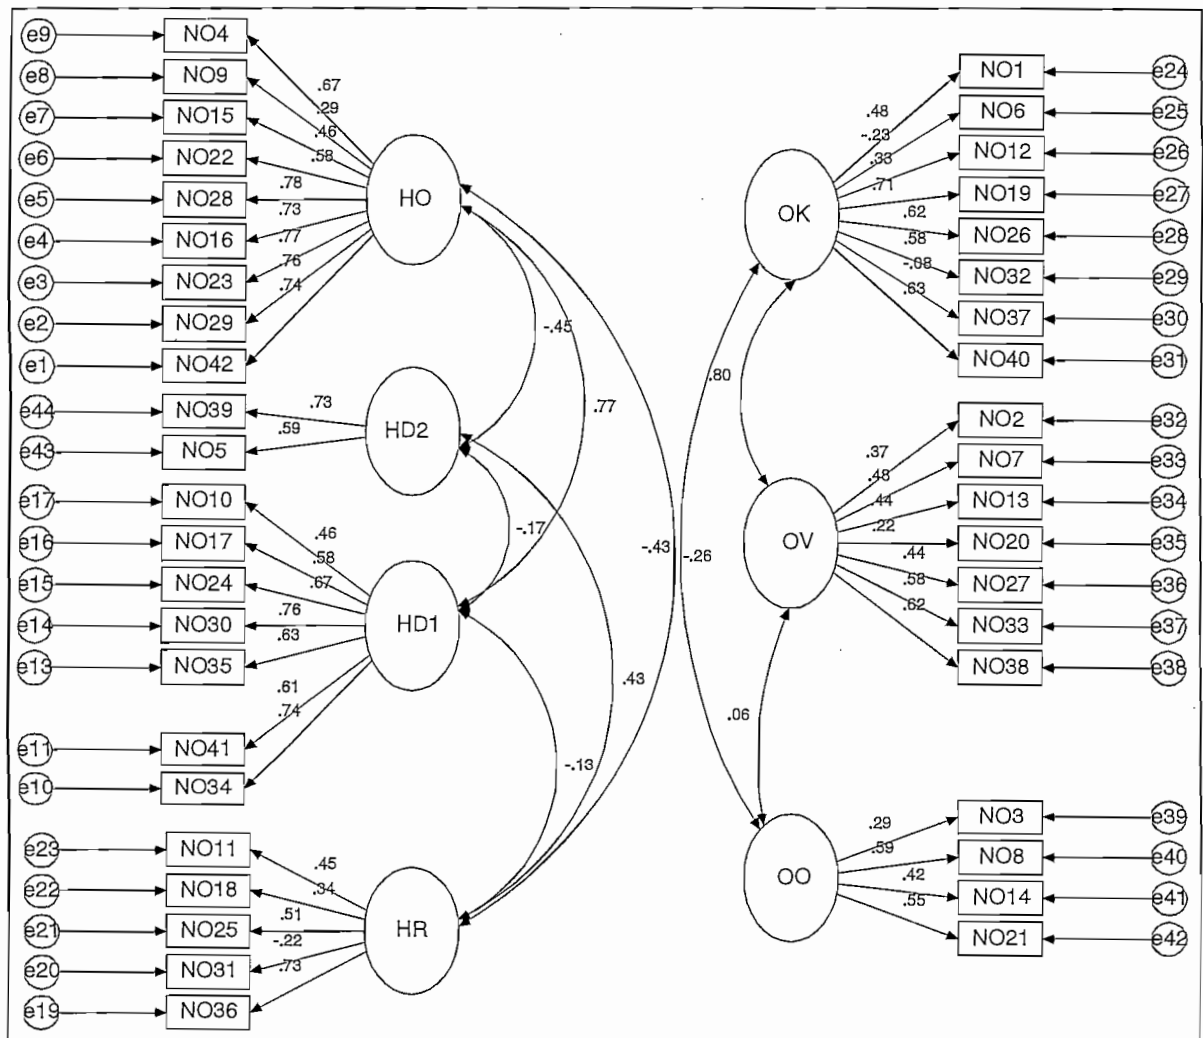 e9 NO4
e8 NO9
e7 NO15
e6 NO22
e5 NO28
e4 NO16
e3 NO23
e2 NO29
e1 NO42
.67
.29
.46
.58
.78
.73
.77
.76
.74
HO
e44 NO39
e43 NO5
.73
.59
HD2
e17 NO10
e16 NO17
e15 NO24
e14 NO30
e13 NO35
e11 NO41
e10 NO34
.46
.58
.67
.76
.63
.61
.74
HD1
e23 NO11
e22 NO18
e21 NO25
e20 NO31
e19 NO36
.45
.34
.51
-.22
.73
HR
-.45
.77
-.17
-.43
.43
-.13
OK
.48
-.23
.33
.71
.62
.58
-.08
.63
NO1 e24
NO6 e25
NO12 e26
NO19 e27
NO26 e28
NO32 e29
NO37 e30
NO40 e31
.80
-.26
OV
.37
.48
.44
.22
.44
.58
.62
NO2 e32
NO7 e33
NO13 e34
NO20 e35
NO27 e36
NO33 e37
NO38 e38
.06
OO
.29
.59
.42
.55
NO3 e39
NO8 e40
NO14 e41
NO21 e42